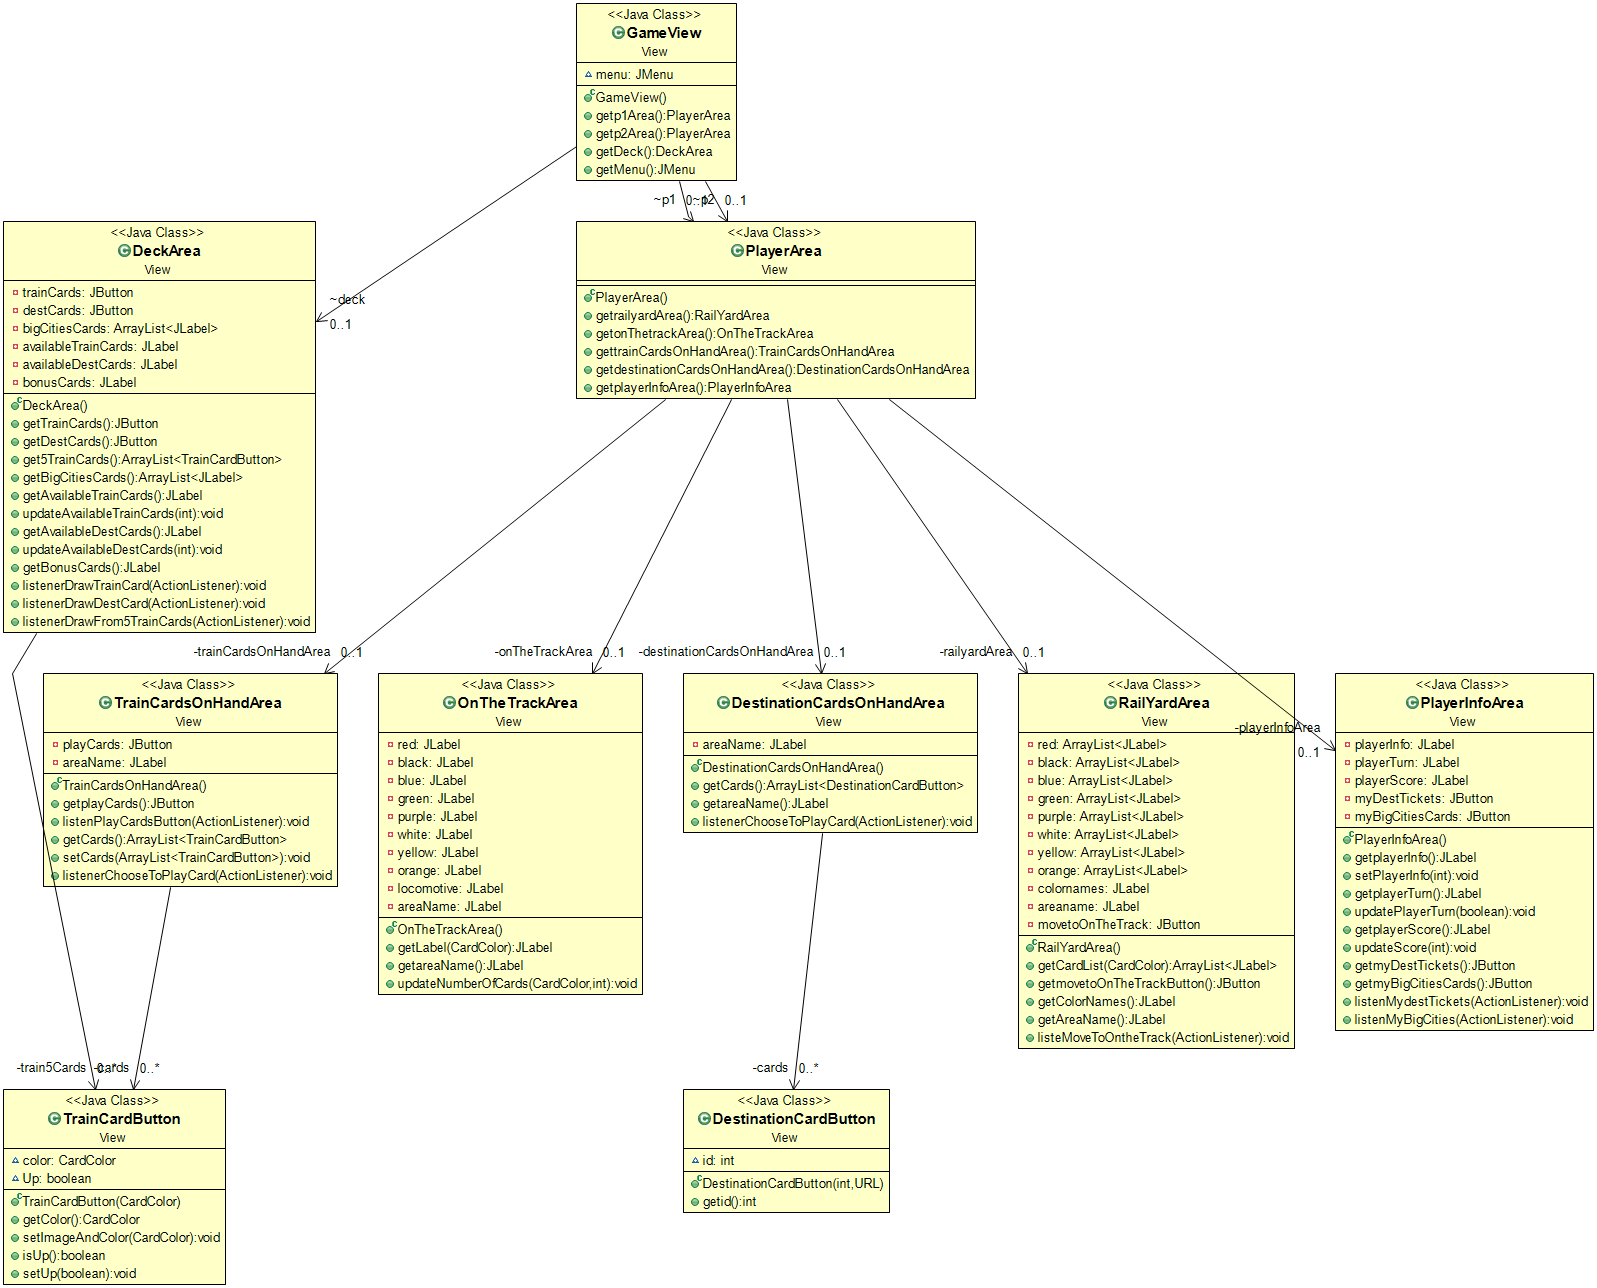 <<Java Class>>
GameView
View
menu: JMenu
GameView()
getp1Area():PlayerArea
getp2Area():PlayerArea
getDeck():DeckArea
getMenu():JMenu
~p1 0..1
~p2 0..1
<<Java Class>>
DeckArea
View
trainCards: JButton
destCards: JButton
bigCitiesCards: ArrayList<JLabel>
availableTrainCards: JLabel
availableDestCards: JLabel
bonusCards: JLabel
DeckArea()
getTrainCards():JButton
getDestCards():JButton
get5TrainCards():ArrayList<TrainCardButton>
getBigCitiesCards():ArrayList<JLabel>
getAvailableTrainCards():JLabel
updateAvailableTrainCards(int):void
getAvailableDestCards():JLabel
updateAvailableDestCards(int):void
getBonusCards():JLabel
listenerDrawTrainCard(ActionListener):void
listenerDrawDestCard(ActionListener):void
listenerDrawFrom5TrainCards(ActionListener):void
~deck
0..1
<<Java Class>>
PlayerArea
View
PlayerArea()
getrailyardArea():RailYardArea
getonThetrackArea():OnTheTrackArea
gettrainCardsOnHandArea():TrainCardsOnHandArea
getdestinationCardsOnHandArea():DestinationCardsOnHandArea
getplayerInfoArea():PlayerInfoArea
-trainCardsOnHandArea 0..1
-onTheTrackArea 0..1
-destinationCardsOnHandArea 0..1
-railyardArea 0..1
-playerInfoArea
0..1
<<Java Class>>
TrainCardsOnHandArea
View
playCards: JButton
areaName: JLabel
TrainCardsOnHandArea()
getplayCards():JButton
listenPlayCardsButton(ActionListener):void
getCards():ArrayList<TrainCardButton>
setCards(ArrayList<TrainCardButton>):void
listenerChooseToPlayCard(ActionListener):void
<<Java Class>>
OnTheTrackArea
View
red: JLabel
black: JLabel
blue: JLabel
green: JLabel
purple: JLabel
white: JLabel
yellow: JLabel
orange: JLabel
locomotive: JLabel
areaName: JLabel
OnTheTrackArea()
getLabel(CardColor):JLabel
getareaName():JLabel
updateNumberOfCards(CardColor,int):void
<<Java Class>>
DestinationCardsOnHandArea
View
areaName: JLabel
DestinationCardsOnHandArea()
getCards():ArrayList<DestinationCardButton>
getareaName():JLabel
listenerChooseToPlayCard(ActionListener):void
<<Java Class>>
RailYardArea
View
red: ArrayList<JLabel>
black: ArrayList<JLabel>
blue: ArrayList<JLabel>
green: ArrayList<JLabel>
purple: ArrayList<JLabel>
white: ArrayList<JLabel>
yellow: ArrayList<JLabel>
orange: ArrayList<JLabel>
colornames: JLabel
areaname: JLabel
movetoOnTheTrack: JButton
RailYardArea()
getCardList(CardColor):ArrayList<JLabel>
getmovetoOnTheTrackButton():JButton
getColorNames():JLabel
getAreaName():JLabel
listeMoveToOntheTrack(ActionListener):void
<<Java Class>>
PlayerInfoArea
View
playerInfo: JLabel
playerTurn: JLabel
playerScore: JLabel
myDestTickets: JButton
myBigCitiesCards: JButton
PlayerInfoArea()
getplayerInfo():JLabel
setPlayerInfo(int):void
getplayerTurn():JLabel
updatePlayerTurn(boolean):void
getplayerScore():JLabel
updateScore(int):void
getmyDestTickets():JButton
getmyBigCitiesCards():JButton
listenMydestTickets(ActionListener):void
listenMyBigCities(ActionListener):void
-train5Cards 0..*
-cards 0..*
-cards 0..*
<<Java Class>>
TrainCardButton
View
color: CardColor
Up: boolean
TrainCardButton(CardColor)
getColor():CardColor
setImageAndColor(CardColor):void
isUp():boolean
setUp(boolean):void
<<Java Class>>
DestinationCardButton
View
id: int
DestinationCardButton(int,URL)
getid():int